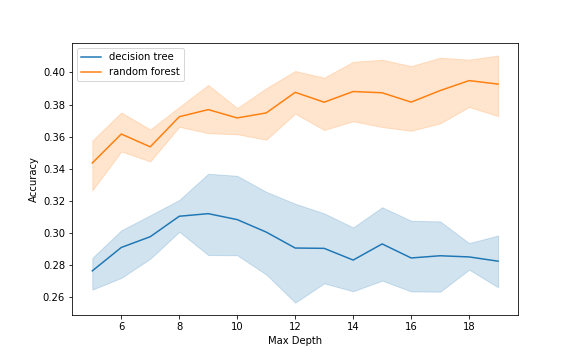 decision tree
random forest
0.40
0.38
0.36
0.34
0.32
0.30
0.28
0.26
Accuracy
6 8 10 12 14 16 18
Max Depth